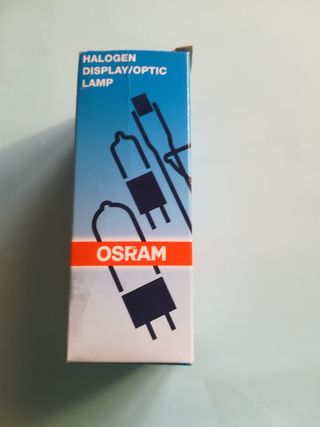 HALOGEN
DISPLAY/OPTIC
LAMP
OSRAM